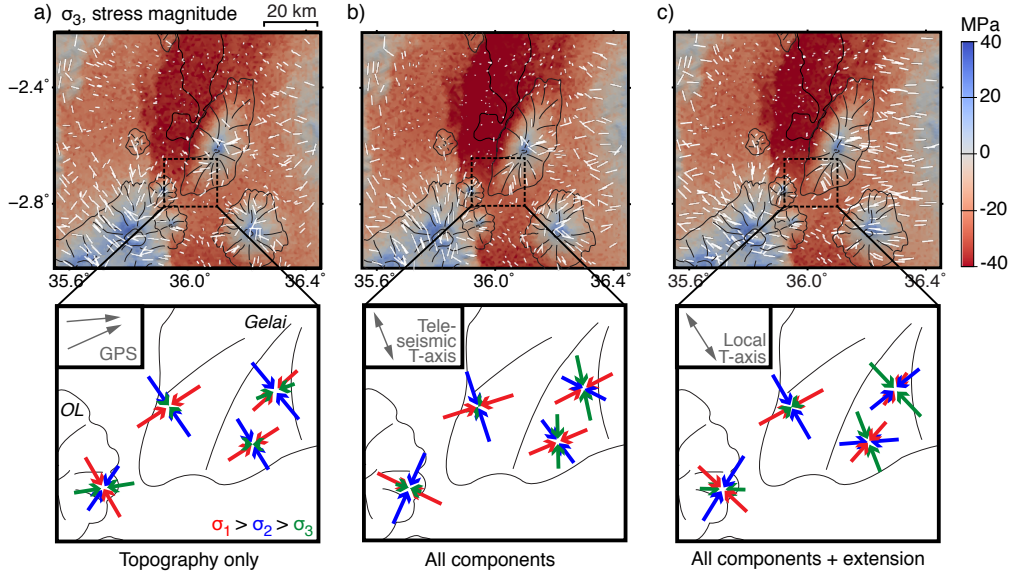 a) σ3, stress magnitude
20 km
b)
c)
MPa
40
20
0
-20
-40
−2.4°
−2.8°
35.6° 36.0° 36.4°
35.6° 36.0° 36.4°
35.6° 36.0° 36.4°
GPS
Gelai
OL
σ1 > σ2 > σ3
Topography only
Tele-
seismic
T-axis
All components
Local
T-axis
All components + extension